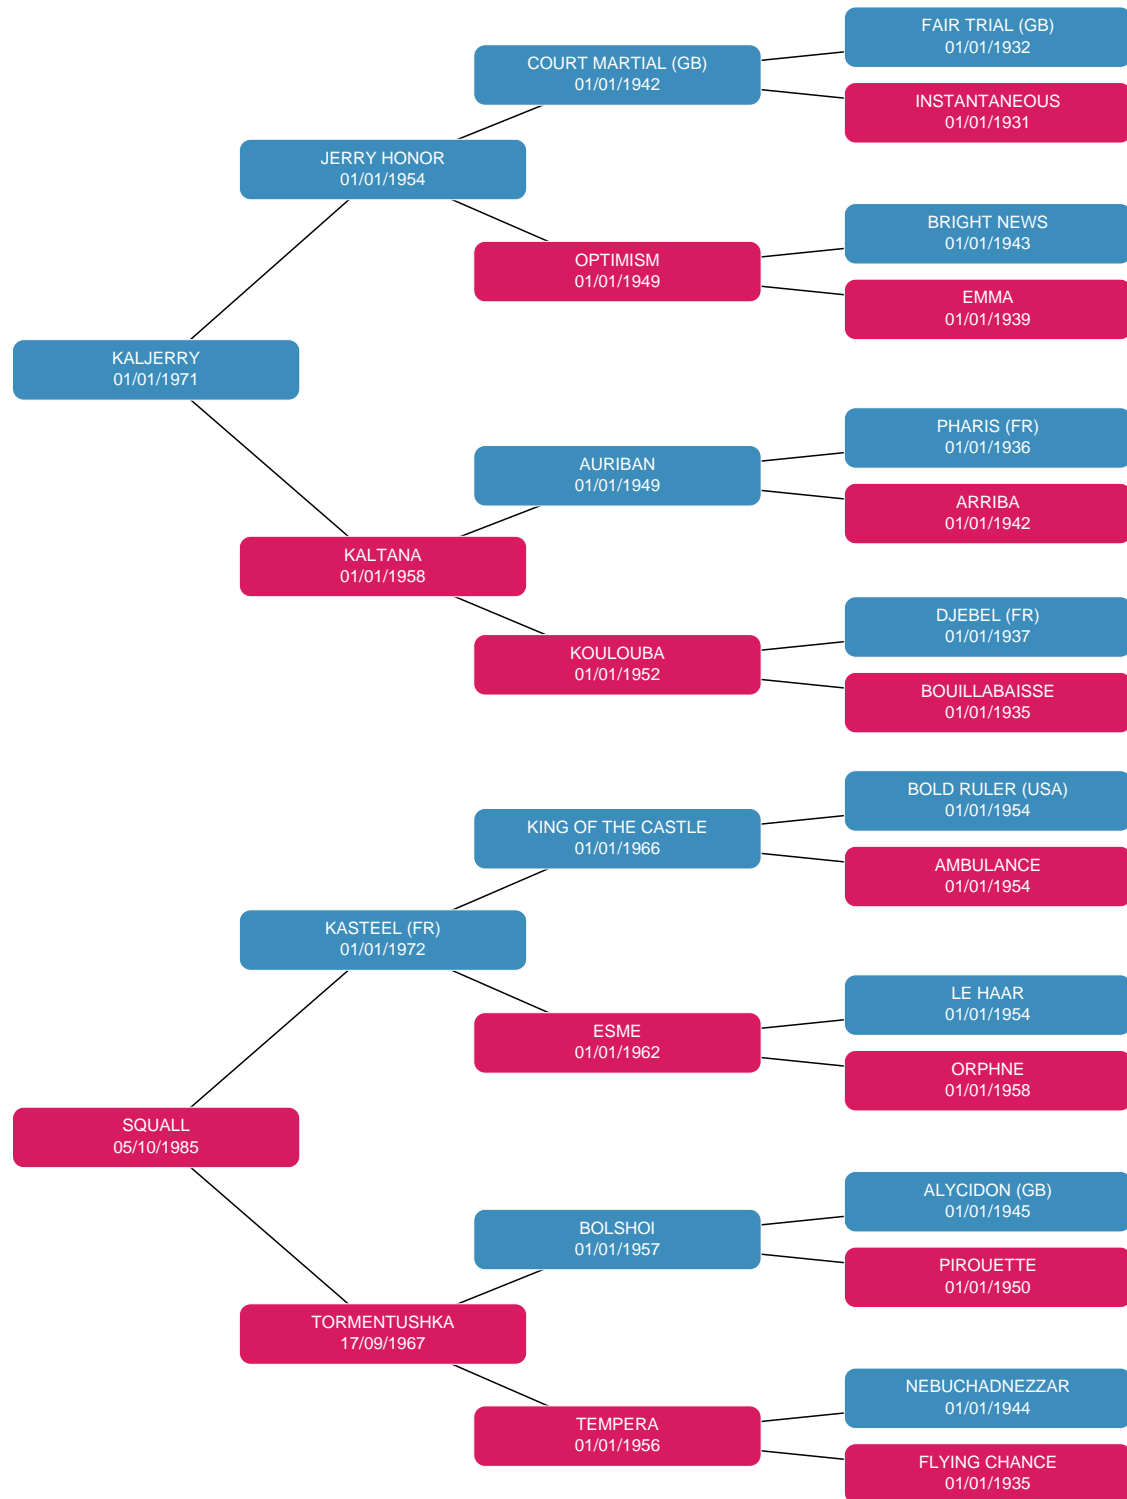 FAIR TRIAL (GB)
01/01/1932
COURT MARTIAL (GB)
01/01/1942
INSTANTANEOUS
01/01/1931
JERRY HONOR
01/01/1954
BRIGHT NEWS
01/01/1943
OPTIMISM
01/01/1949
EMMA
01/01/1939
KALJERRY
01/01/1971
PHARIS (FR)
01/01/1936
AURIBAN
01/01/1949
ARRIBA
01/01/1942
KALTANA
01/01/1958
DJEBEL (FR)
01/01/1937
KOULOUBA
01/01/1952
BOUILLABAISSE
01/01/1935
BOLD RULER (USA)
01/01/1954
KING OF THE CASTLE
01/01/1966
AMBULANCE
01/01/1954
KASTEEL (FR)
01/01/1972
LE HAAR
01/01/1954
ESME
01/01/1962
ORPHNE
01/01/1958
SQUALL
05/10/1985
ALYCIDON (GB)
01/01/1945
BOLSHOI
01/01/1957
PIROUETTE
01/01/1950
TORMENTUSHKA
17/09/1967
NEBUCHADNEZZAR
01/01/1944
TEMPERA
01/01/1956
FLYING CHANCE
01/01/1935